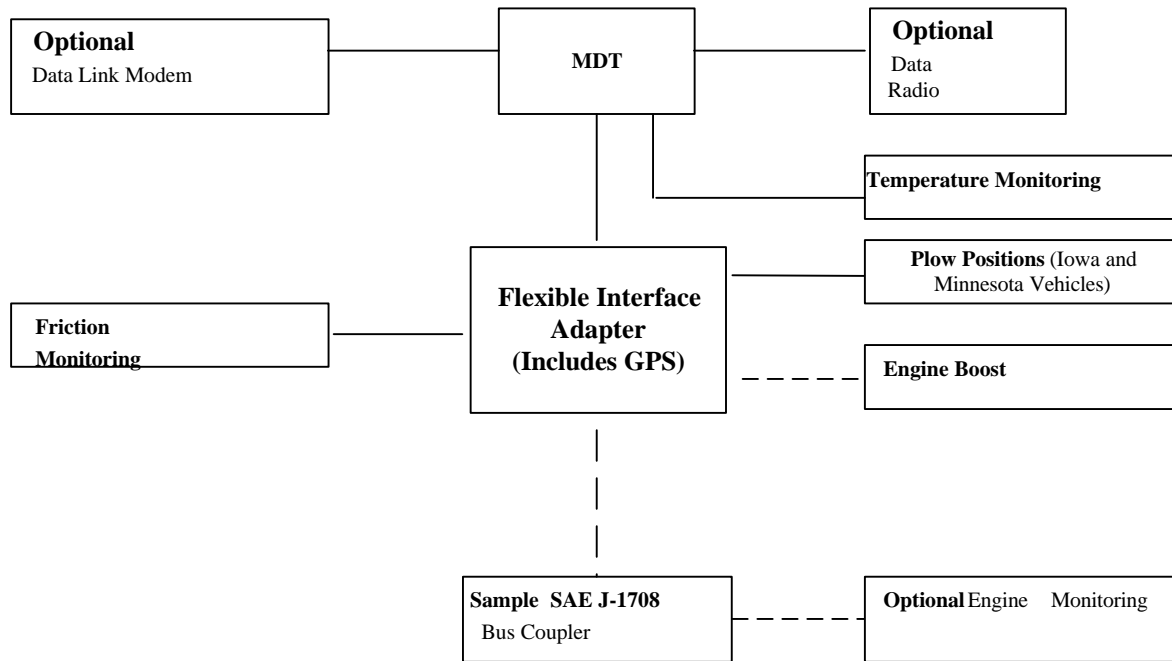 Optional
Data Link Modem
MDT
Optional
Data
Radio
Temperature Monitoring
Plow Positions (Iowa and
Minnesota Vehicles)
Flexible Interface
Adapter
(Includes GPS)
Friction
Monitoring
Engine Boost
Sample SAE J-1708
Bus Coupler
Optional Engine Monitoring